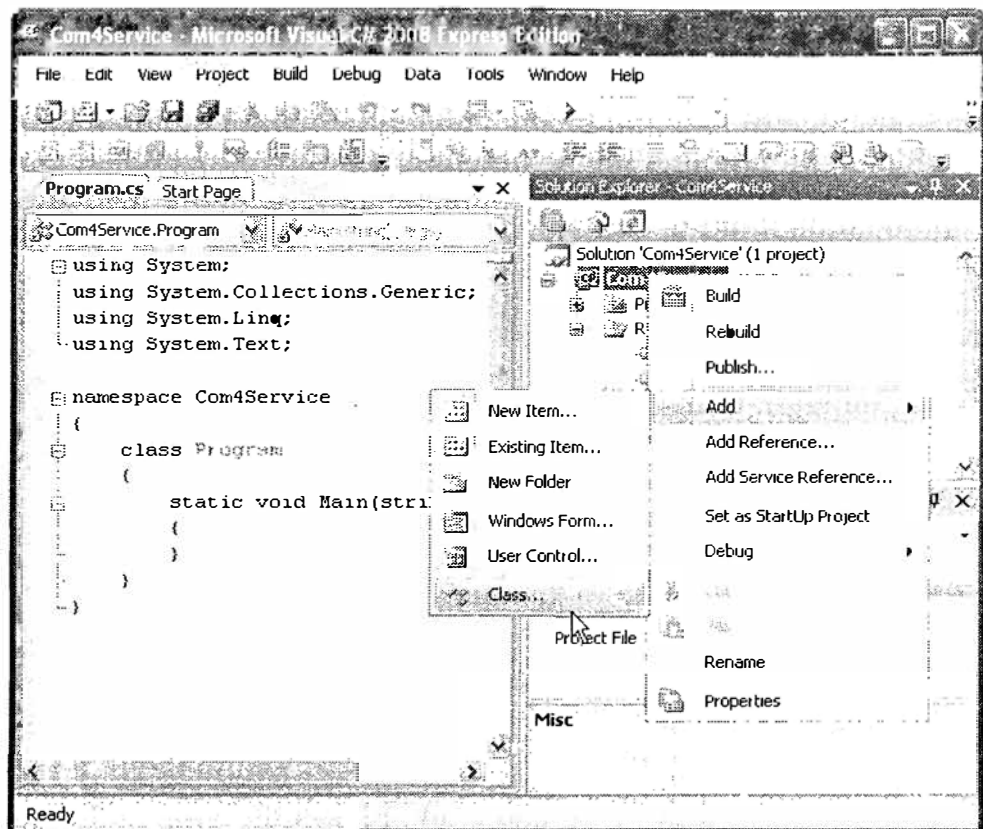 Com4Service - Microsoft Visual C# 2008 Express Edition
File Edit View Project Build Debug Data Tools Window Help
Program.cs Start Page
Solution Explorer - Com4Service
Com4Service.Program
Solution 'Com4Service' (1 project)
using System;
using System.Collections.Generic;
using System.Linq;
using System.Text;
namespace Com4Service
{
class Program
{
static void Main(stri
{
}
}
}
Build
Rebuild
Publish...
Add
Add Reference...
Add Service Reference...
Set as StartUp Project
Debug
Rename
Properties
New Item...
Existing Item...
New Folder
Windows Form...
User Control...
Class...
Project File
Misc
Ready